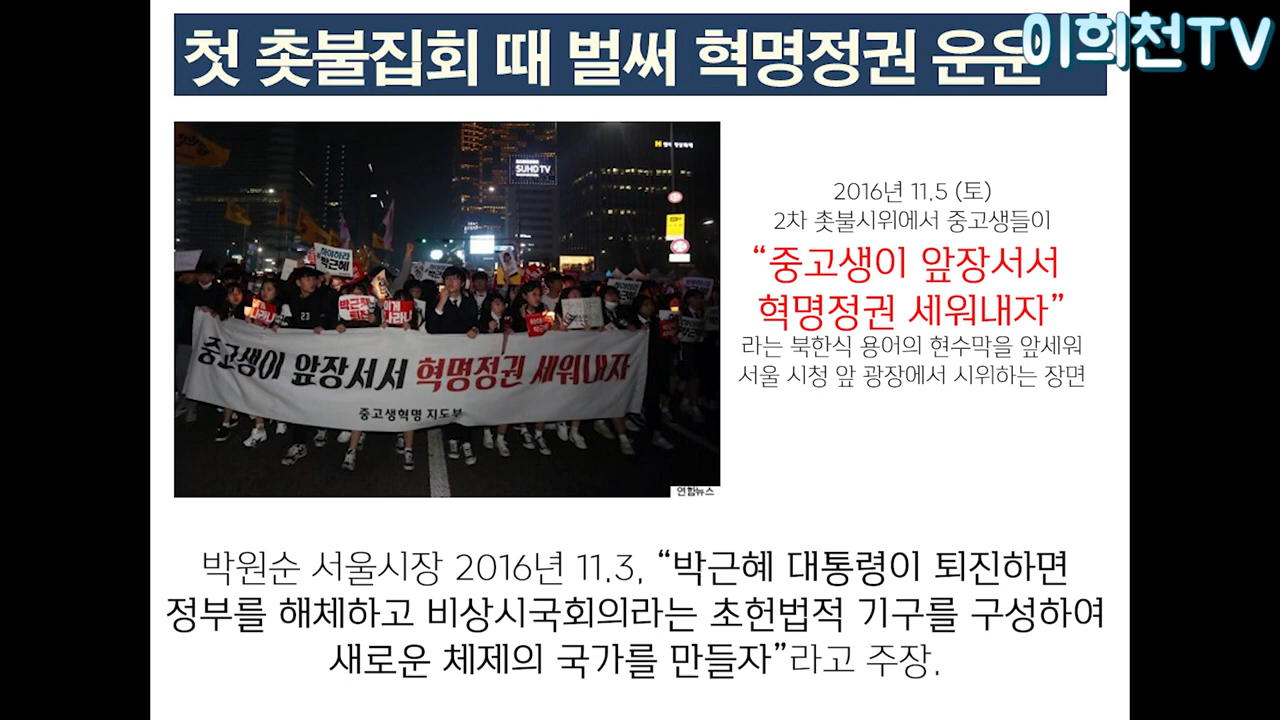 첫 촛불집회 때 벌써 혁명정권 운운
이희천TV
SUHD TV
하야하라
박근혜
중고생이 앞장서서 혁명정권 세워내자
중고생혁명 지도부
연합뉴스
2016년 11.5 (토)
2차 촛불시위에서 중고생들이
“중고생이 앞장서서
혁명정권 세워내자”
라는 북한식 용어의 현수막을 앞세워
서울 시청 앞 광장에서 시위하는 장면
박원순 서울시장 2016년 11.3, “박근혜 대통령이 퇴진하면
정부를 해체하고 비상시국회의라는 초헌법적 기구를 구성하여
새로운 체제의 국가를 만들자”라고 주장.